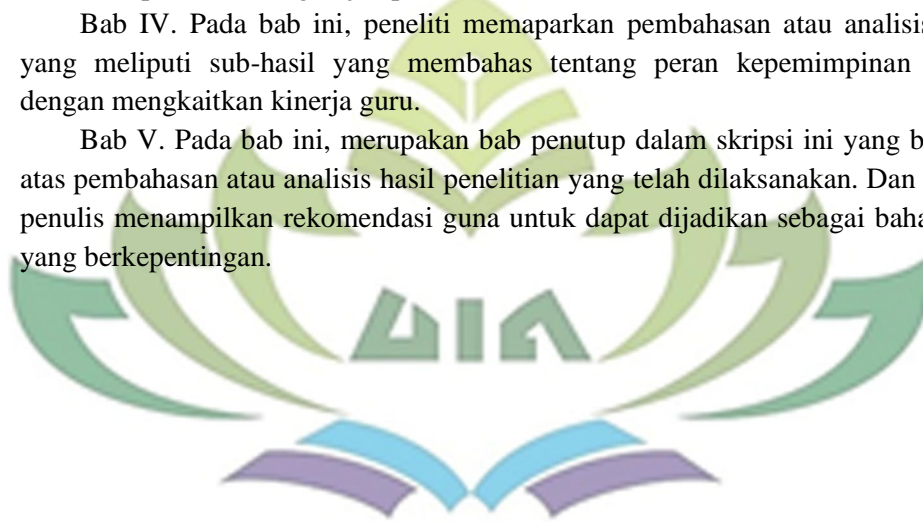 Bab IV. Pada bab ini, peneliti memaparkan pembahasan atau analisis
yang meliputi sub-hasil yang membahas tentang peran kepemimpinan
dengan mengkaitkan kinerja guru.
Bab V. Pada bab ini, merupakan bab penutup dalam skripsi ini yang b
atas pembahasan atau analisis hasil penelitian yang telah dilaksanakan. Dan
penulis menampilkan rekomendasi guna untuk dapat dijadikan sebagai baha
yang berkepentingan.
UIN